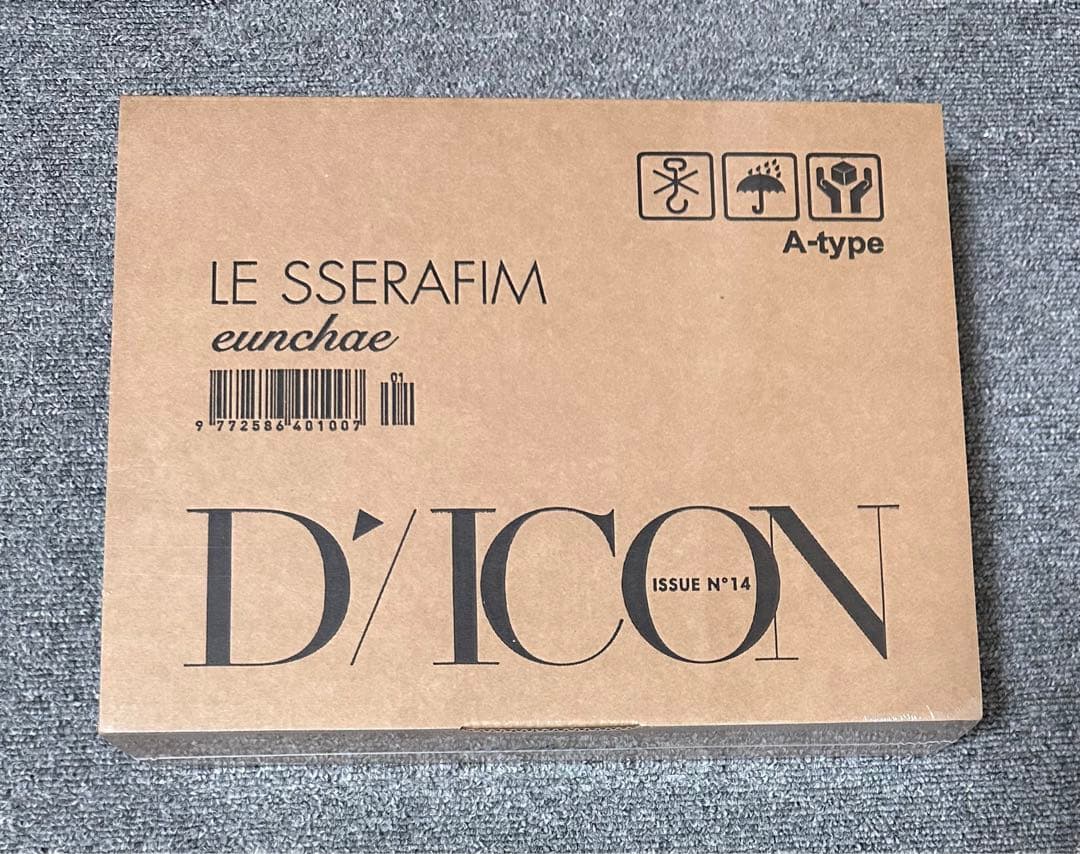 A-type
LE SSERAFIM
eunchae
01
9 772586 401007
D'/ICON
ISSUE N°14